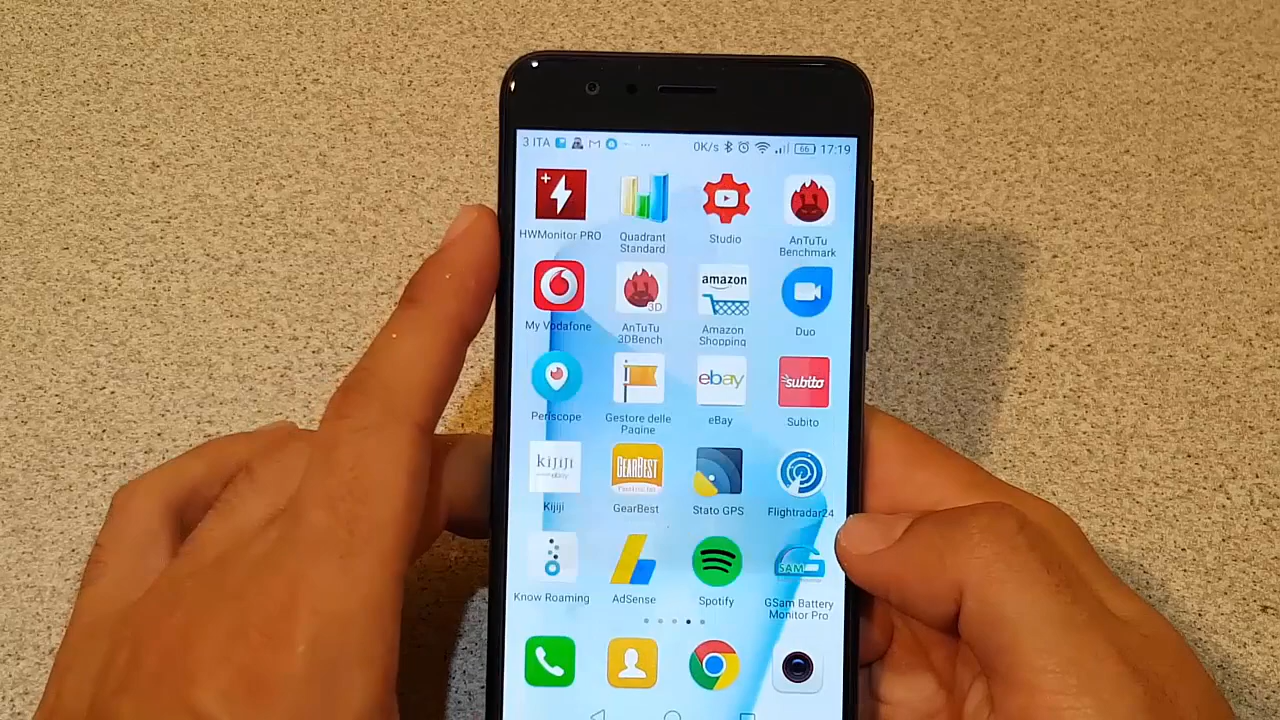 3 ITA 0K/s 66 17:19
HWMonitor PRO
Quadrant
Standard
Studio
AnTuTu
Benchmark
My Vodafone
3D
AnTuTu
3DBench
amazon
Amazon
Shopping
Duo
Periscope
Gestore delle
Pagine
ebay
eBay
subito
Subito
kijiji
Kijiji
GEARBEST
GearBest
Stato GPS
Flightradar24
Know Roaming
AdSense
Spotify
SAM
GSam Battery
Monitor Pro